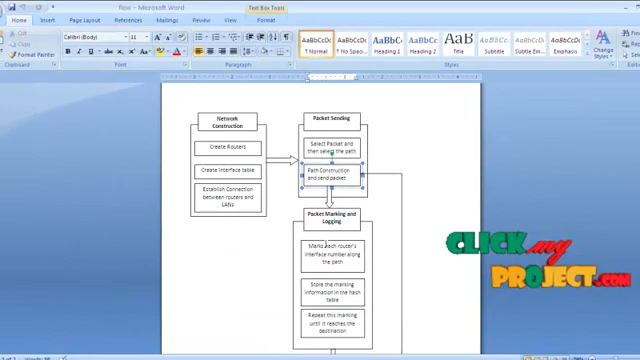 Flow - Microsoft Word
Text Box Tools
Home
Insert
Page Layout
References
Mailings
Review
View
Format
Cut
Copy
Format Painter
Clipboard
Calibri (Body)
11
Font
Paragraph
AaBbCcDc
AaBbCcDc
AaBbC
AaBbCc
AaB
AaBbCc.
AaBbCcDc
AaBbCcDc
¶ Normal
¶ No Spaci...
Heading 1
Heading 2
Title
Subtitle
Subtle Em...
Emphasis
Change
Styles
Styles
Find
Replace
Select
Editing
Network
Construction
Create Routers
Create Interface table
Establish Connection
between routers and
LANs
Packet Sending
Select Packet and
then select the path
Path Construction
and send packet
Packet Marking and
Logging
Marks each router's
interface number along
the path
Store the marking
information in the hash
table
Repeat this marking
until it reaches the
destination
CLICK my
PROJECT.COM